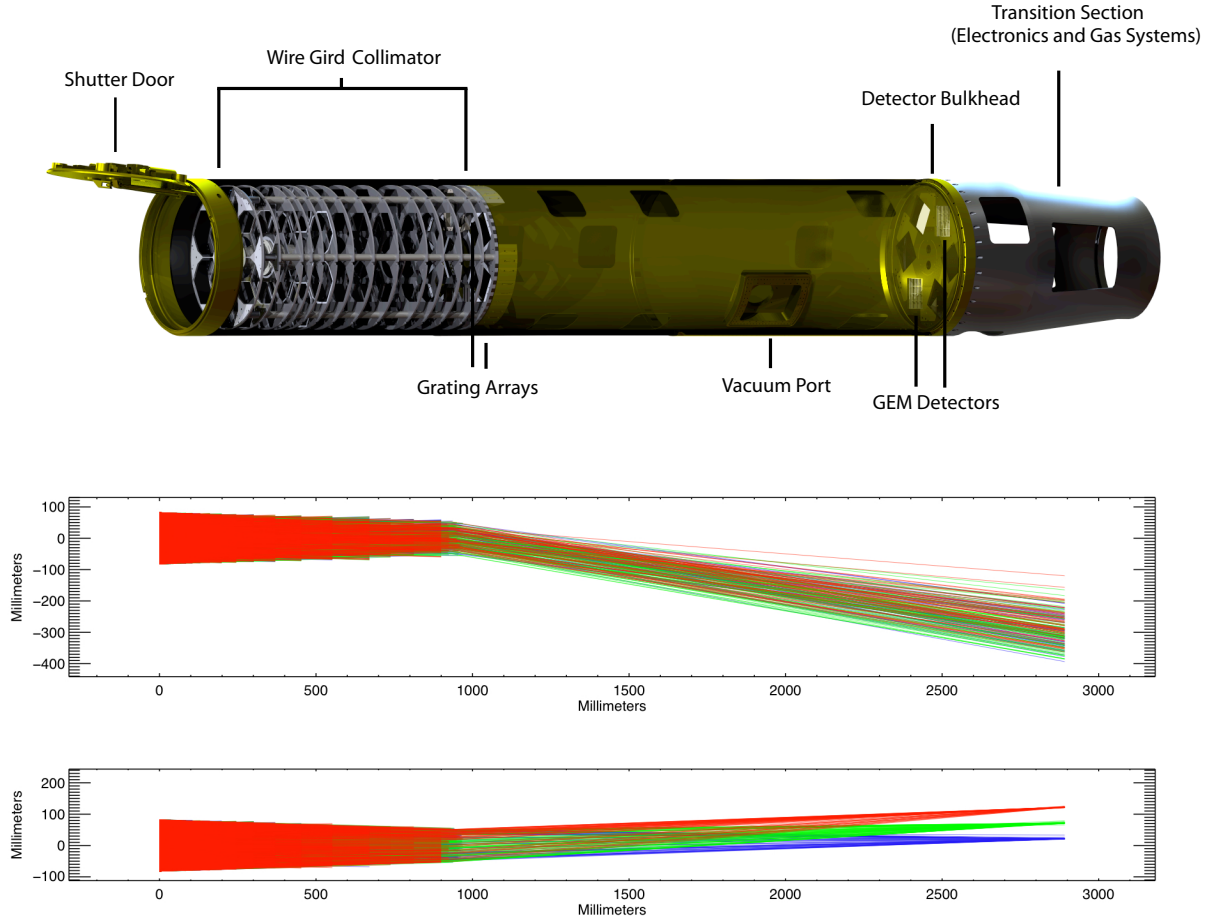 Transition Section
(Electronics and Gas Systems)
Wire Gird Collimator
Shutter Door
Detector Bulkhead
Grating Arrays
Vacuum Port
GEM Detectors
Millimeters
100
0
−100
−200
−300
−400
0 500 1000 1500 2000 2500 3000
Millimeters
Millimeters
200
100
0
−100
0 500 1000 1500 2000 2500 3000
Millimeters